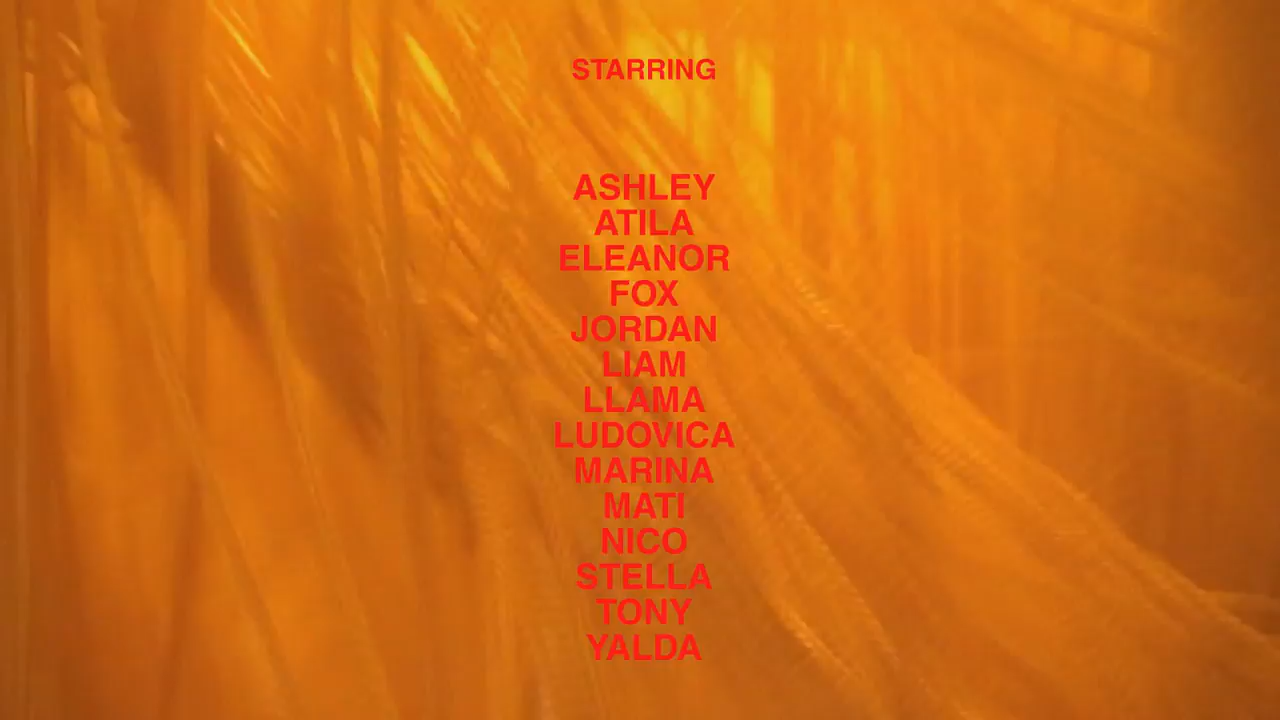 STARRING
ASHLEY
ATILA
ELEANOR
FOX
JORDAN
LIAM
LLAMA
LUDOVICA
MARINA
MATI
NICO
STELLA
TONY
YALDA